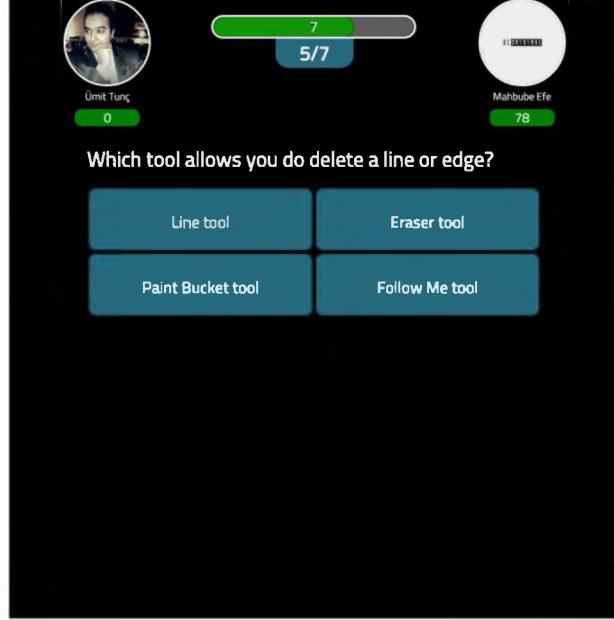 7
5/7
Ümit Tunç
Mahbube Efe
0
78
Which tool allows you do delete a line or edge?
Line tool
Eraser tool
Paint Bucket tool
Follow Me tool